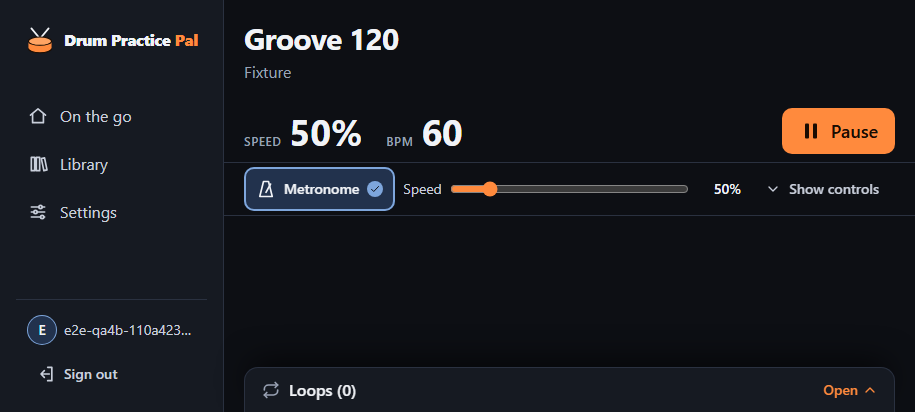 Drum Practice Pal
On the go
Library
Settings
E e2e-qa4b-110a423...
Sign out
Groove 120
Fixture
SPEED 50% BPM 60
Pause
Metronome Speed 50% Show controls
Loops (0) Open